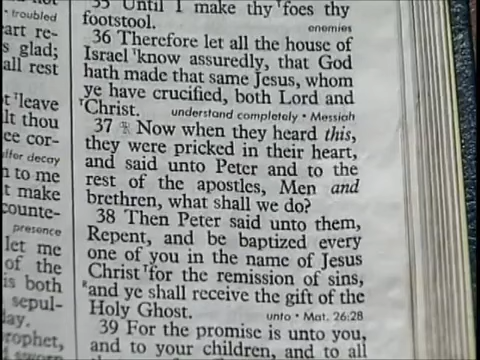 troubled
art re-
s glad;
all rest
t 'leave
lt thou
ce cor-
suffer decay
n to me
t make
counte-
presence
let me
of the
is both
sepul-
day.
prophet,
35 Until I make thy 'foes thy
footstool. enemies
36 Therefore let all the house of
Israel 'know assuredly, that God
hath made that same Jesus, whom
ye have crucified, both Lord and
'Christ. understand completely • Messiah
37 Now when they heard this,
they were pricked in their heart,
and said unto Peter and to the
rest of the apostles, Men and
brethren, what shall we do?
38 Then Peter said unto them,
Repent, and be baptized every
one of you in the name of Jesus
Christ 'for the remission of sins,
and ye shall receive the gift of the
Holy Ghost. unto • Mat. 26:28
39 For the promise is unto you,
and to your children, and to all